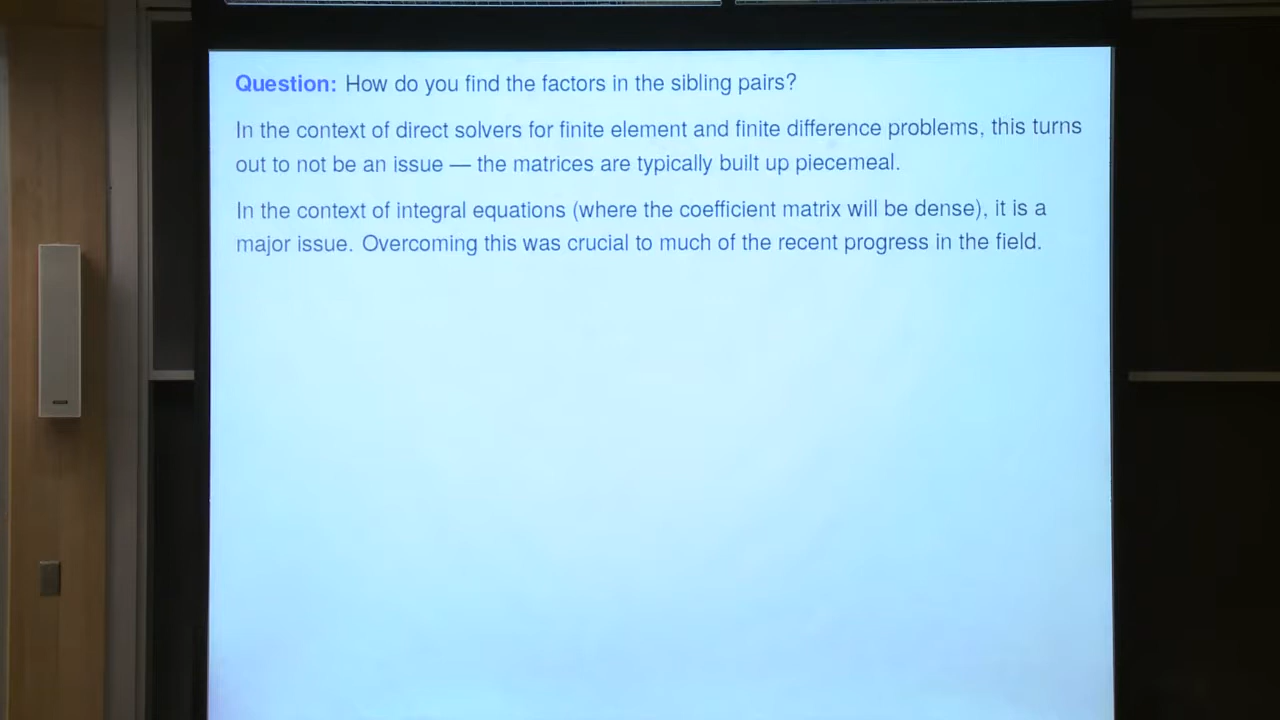 Question: How do you find the factors in the sibling pairs?
In the context of direct solvers for finite element and finite difference problems, this turns
out to not be an issue — the matrices are typically built up piecemeal.
In the context of integral equations (where the coefficient matrix will be dense), it is a
major issue. Overcoming this was crucial to much of the recent progress in the field.